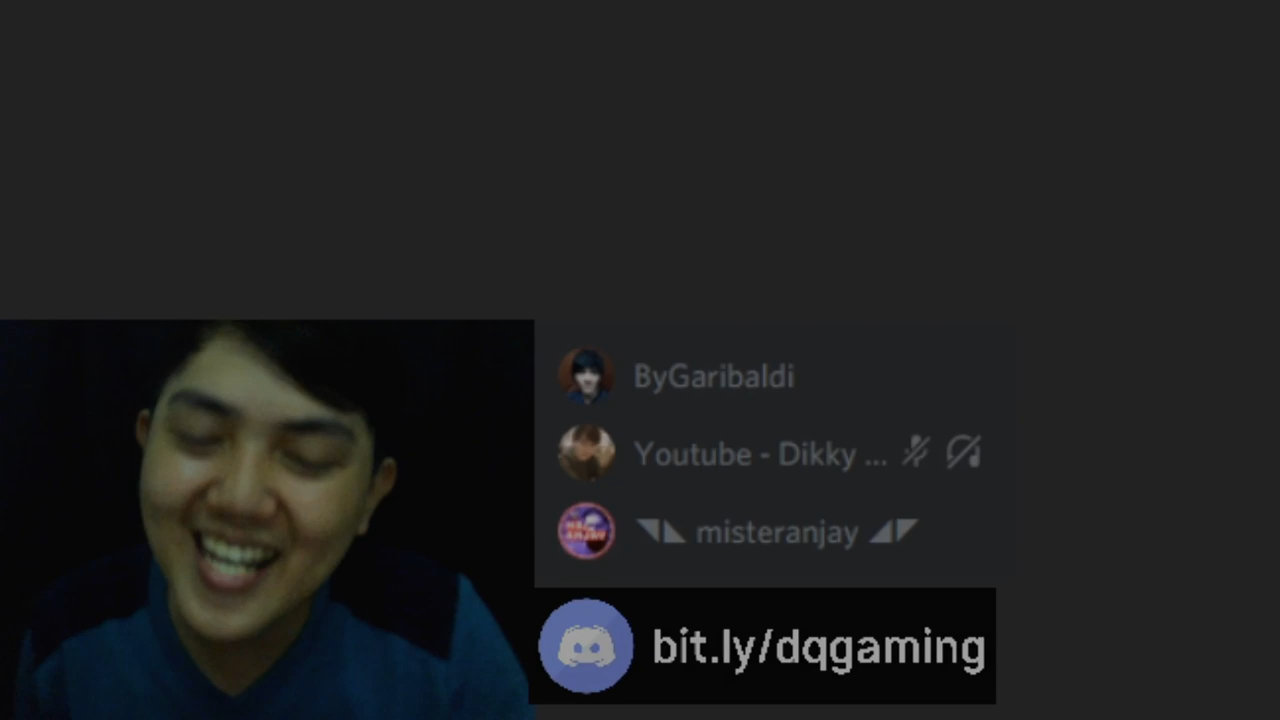 ByGaribaldi
Youtube - Dikky ...
◥◣ misteranjay ◢◤
bit.ly/dqgaming